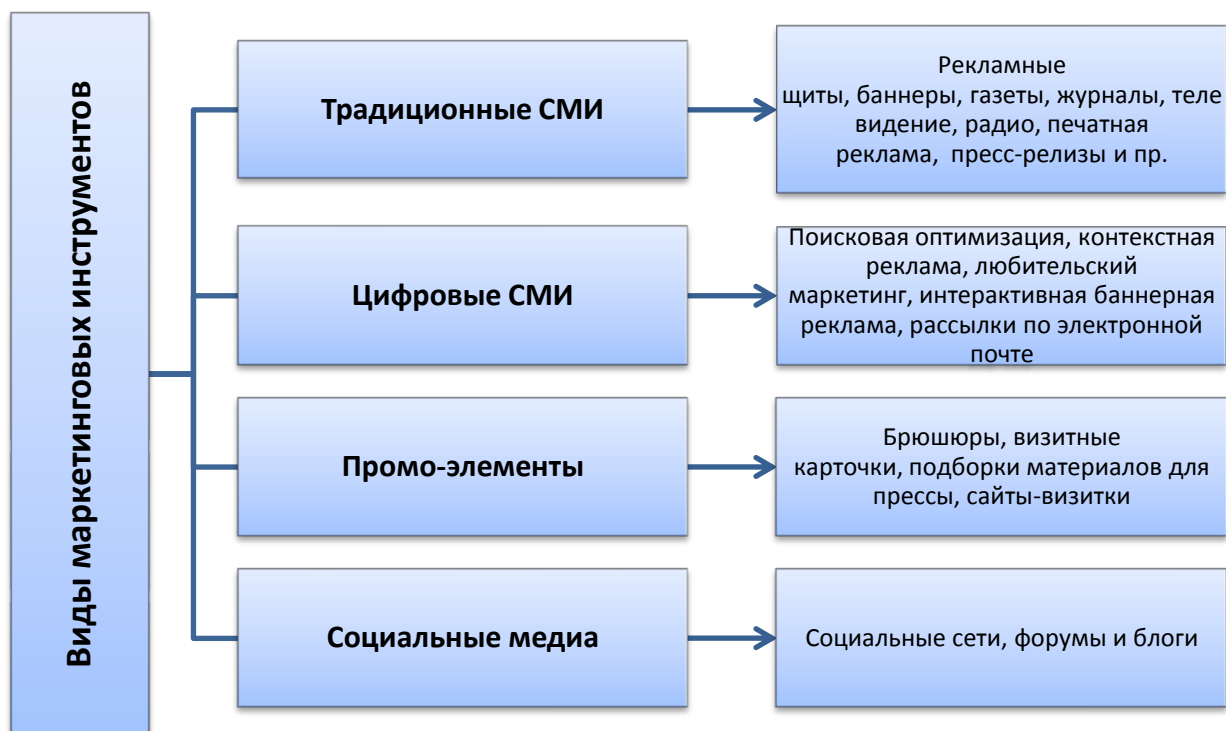 Виды маркетинговых инструментов
Традиционные СМИ
Рекламные
щиты, баннеры, газеты, журналы, теле
видение, радио, печатная
реклама, пресс-релизы и пр.
Цифровые СМИ
Поисковая оптимизация, контекстная
реклама, любительский
маркетинг, интерактивная баннерная
реклама, рассылки по электронной
почте
Промо-элементы
Брюшюры, визитные
карточки, подборки материалов для
прессы, сайты-визитки
Социальные медиа
Социальные сети, форумы и блоги